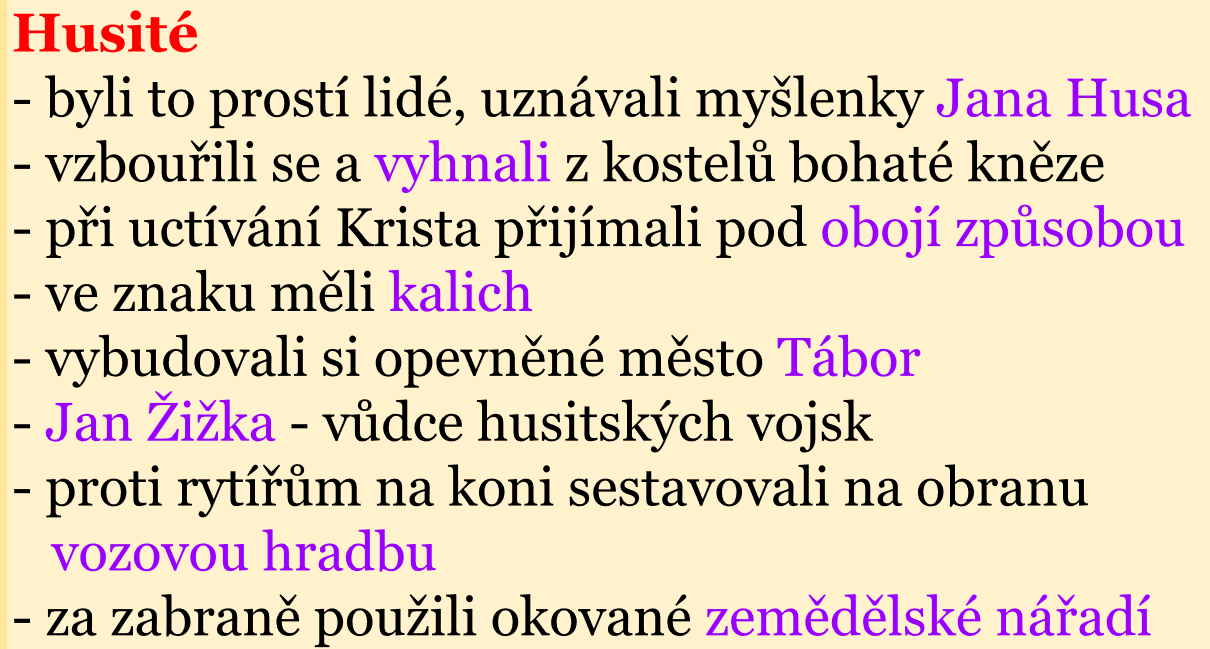 Husité
- byli to prostí lidé, uznávali myšlenky Jana Husa
- vzbouřili se a vyhnali z kostelů bohaté kněze
- při uctívání Krista přijímali pod obojí způsobou
- ve znaku měli kalich
- vybudovali si opevněné město Tábor
- Jan Žižka - vůdce husitských vojsk
- proti rytířům na koni sestavovali na obranu
vozovou hradbu
- za zabraně použili okované zemědělské nářadí